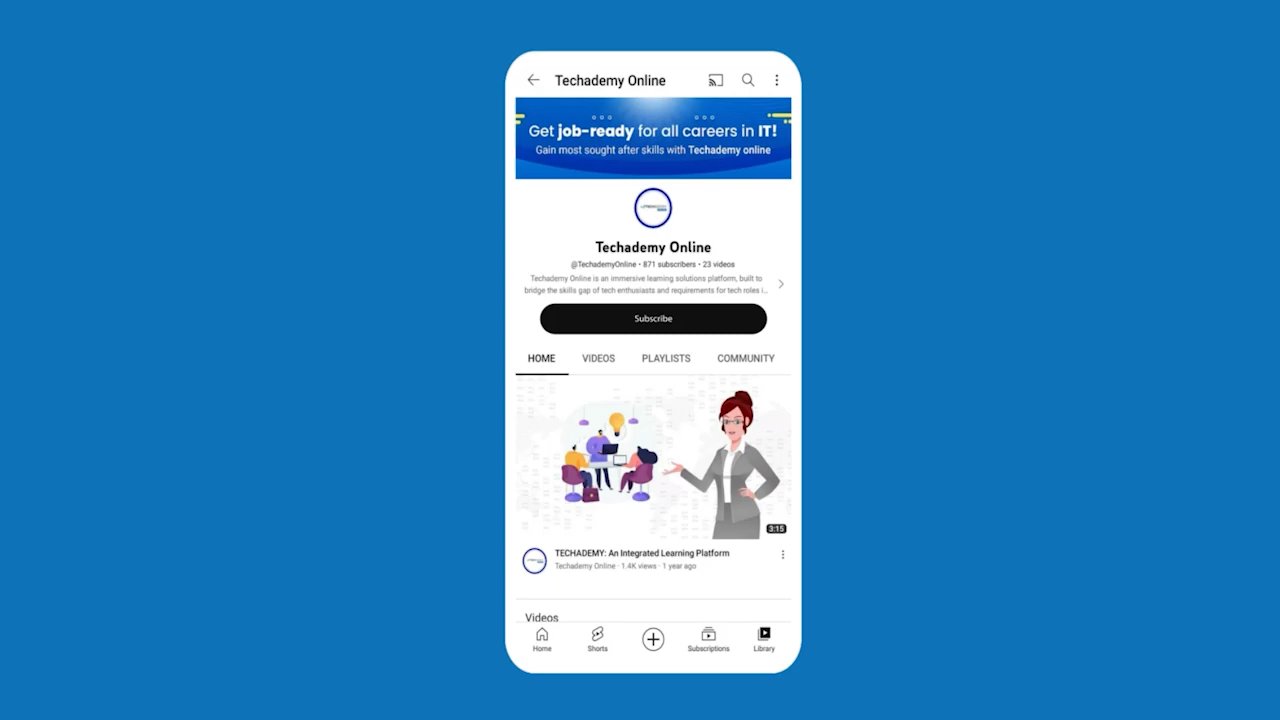 Techademy Online
Get job-ready for all careers in IT!
Gain most sought after skills with Techademy online
Techademy Online
@TechademyOnline • 871 subscribers • 23 videos
Techademy Online is an immersive learning solutions platform, built to
bridge the skills gap of tech enthusiasts and requirements for tech roles i...
Subscribe
HOME VIDEOS PLAYLISTS COMMUNITY
3:15
TECHADEMY: An Integrated Learning Platform
Techademy Online · 1.4K views · 1 year ago
Videos
Home Shorts Subscriptions Library